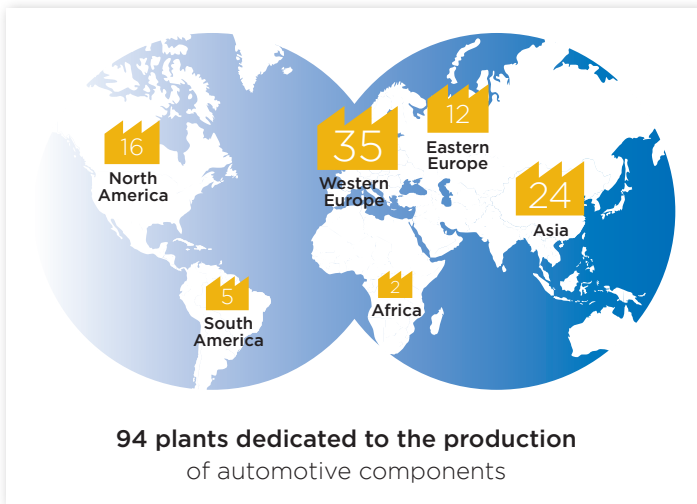 12
35
Eastern
Europe
16
North
America
Western
Europe
24
Asia
5
South
America
2
Africa
94 plants dedicated to the production
of automotive components